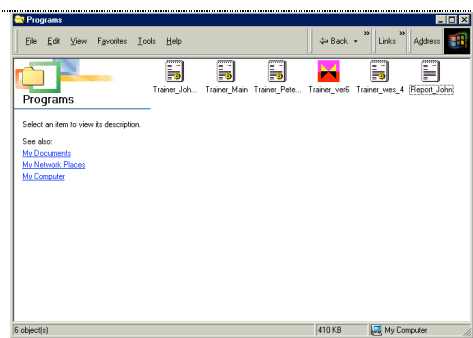 Programs
File Edit View Favorites Tools Help
Back » Links » Address
Programs
Trainer_Joh... Trainer_Main Trainer_Pete... Trainer_ver6 Trainer_wes_4 Report_John
Select an item to view its description.
See also:
My Documents
My Network Places
My Computer
6 object(s) 410 KB My Computer